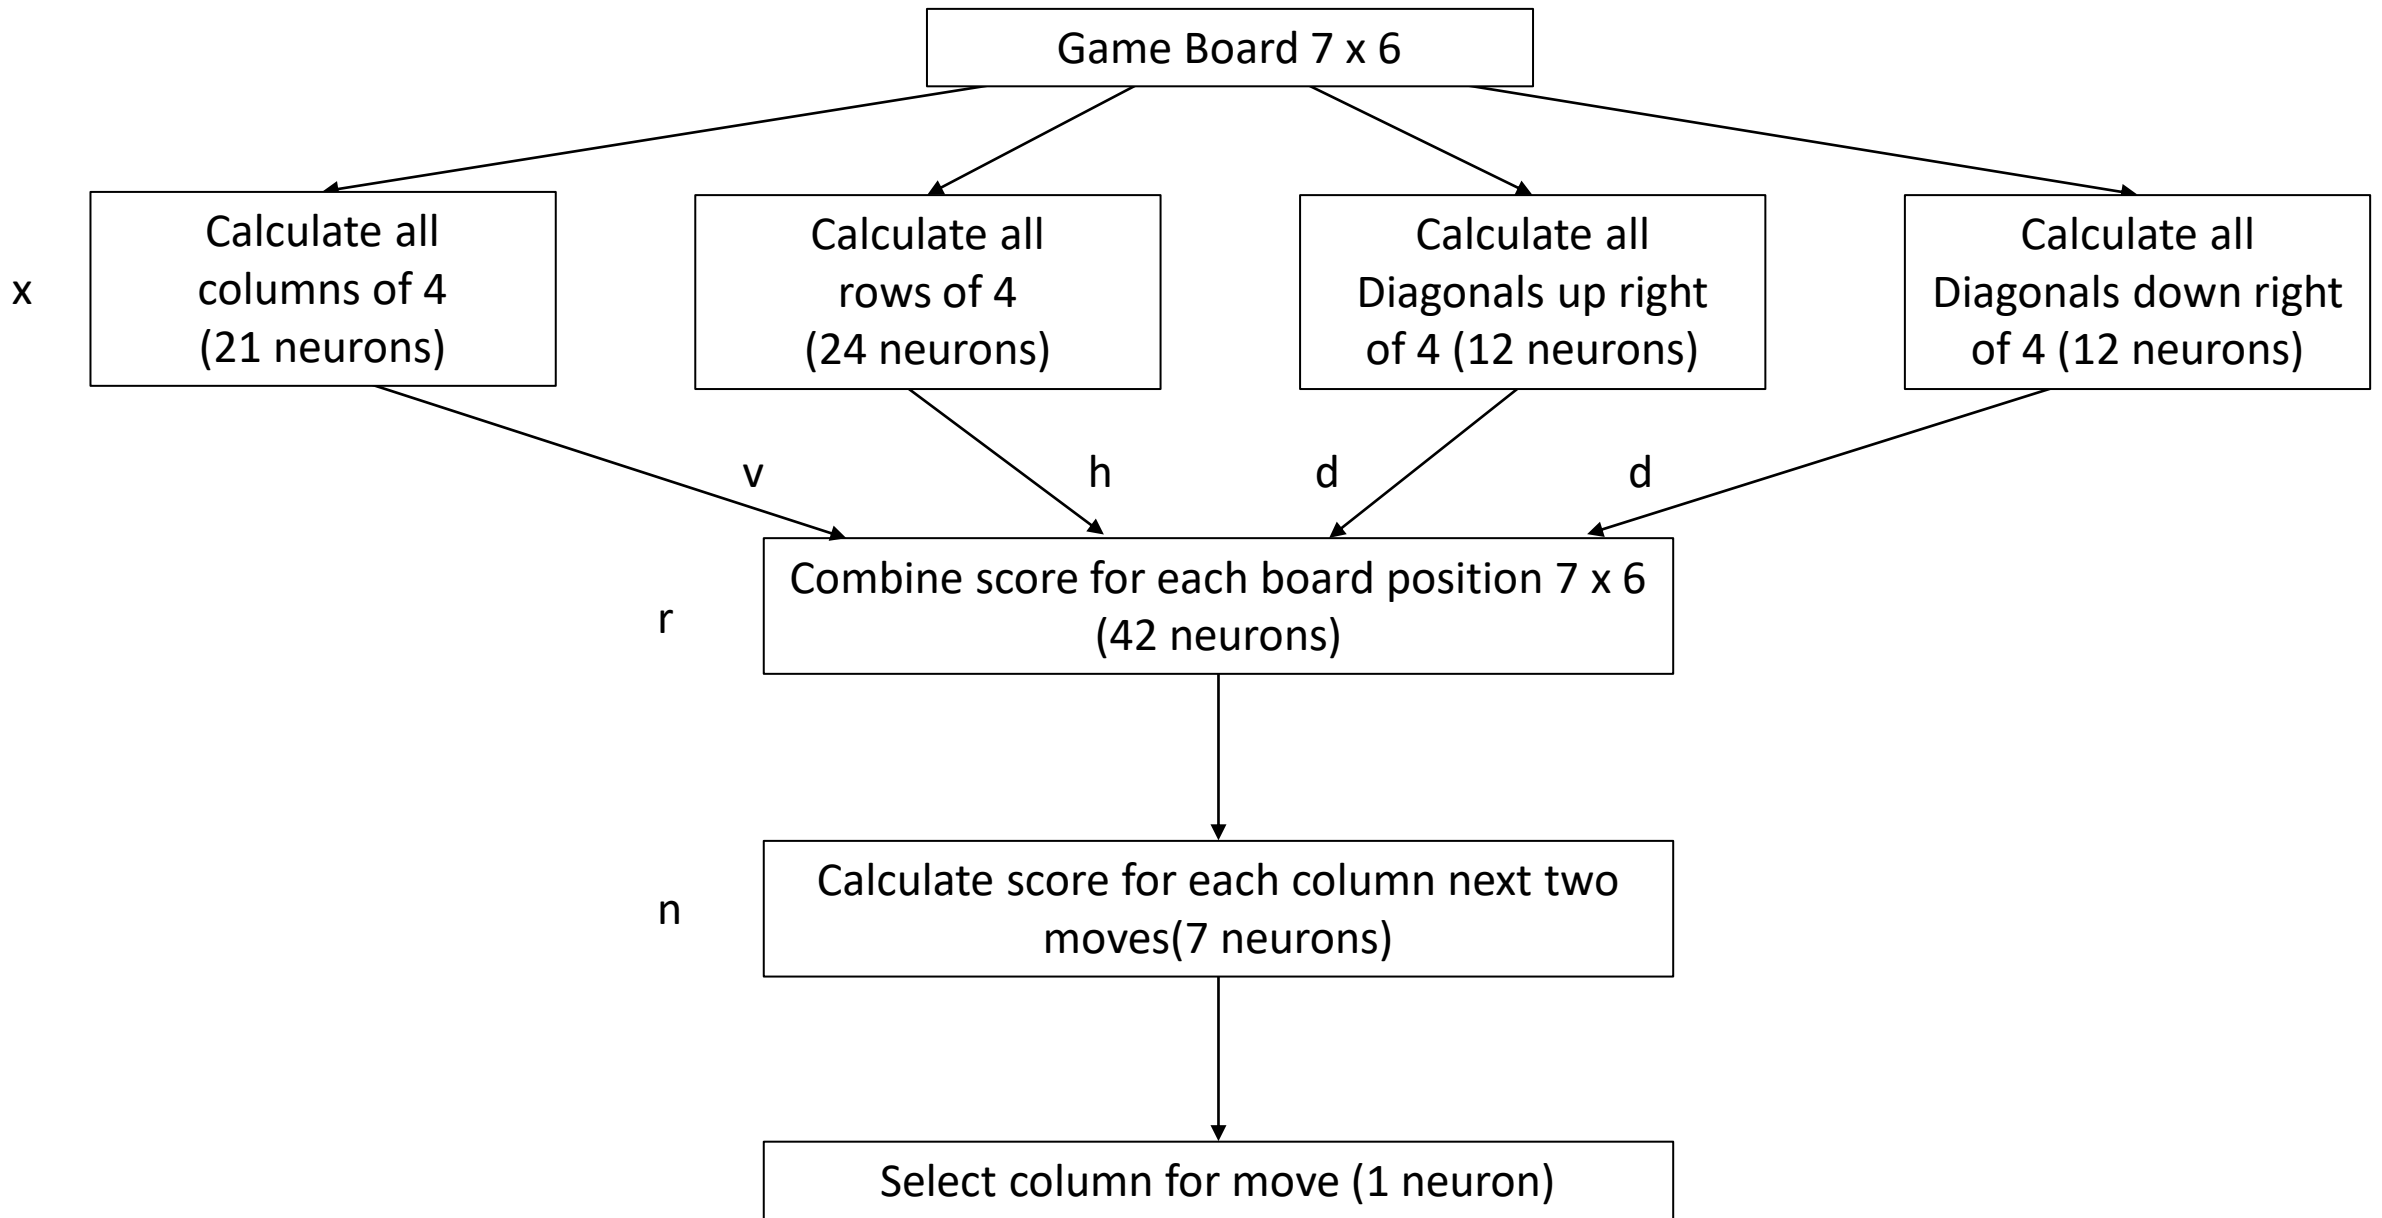 Game Board 7 x 6
x
Calculate all
columns of 4
(21 neurons)
Calculate all
rows of 4
(24 neurons)
Calculate all
Diagonals up right
of 4 (12 neurons)
Calculate all
Diagonals down right
of 4 (12 neurons)
v
h
d
d
r
Combine score for each board position 7 x 6
(42 neurons)
n
Calculate score for each column next two
moves(7 neurons)
Select column for move (1 neuron)